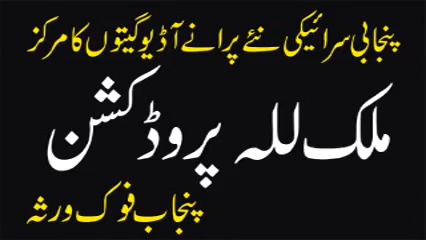 پنجابی سرائیکی نئے پرانے آڈیو گیتوں کا مرکز
ملک للہ پروڈکشن
پنجاب فوک ورثہ